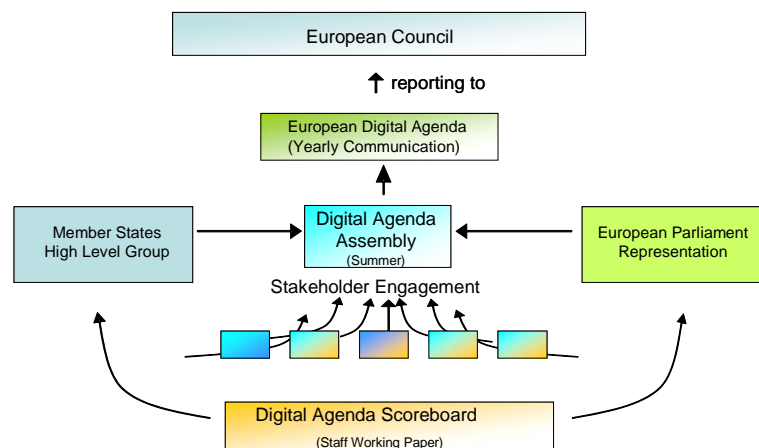 European Council
reporting to
European Digital Agenda
(Yearly Communication)
Member States
High Level Group
Digital Agenda
Assembly
(Summer)
European Parliament
Representation
Stakeholder Engagement
Digital Agenda Scoreboard
(Staff Working Paper)